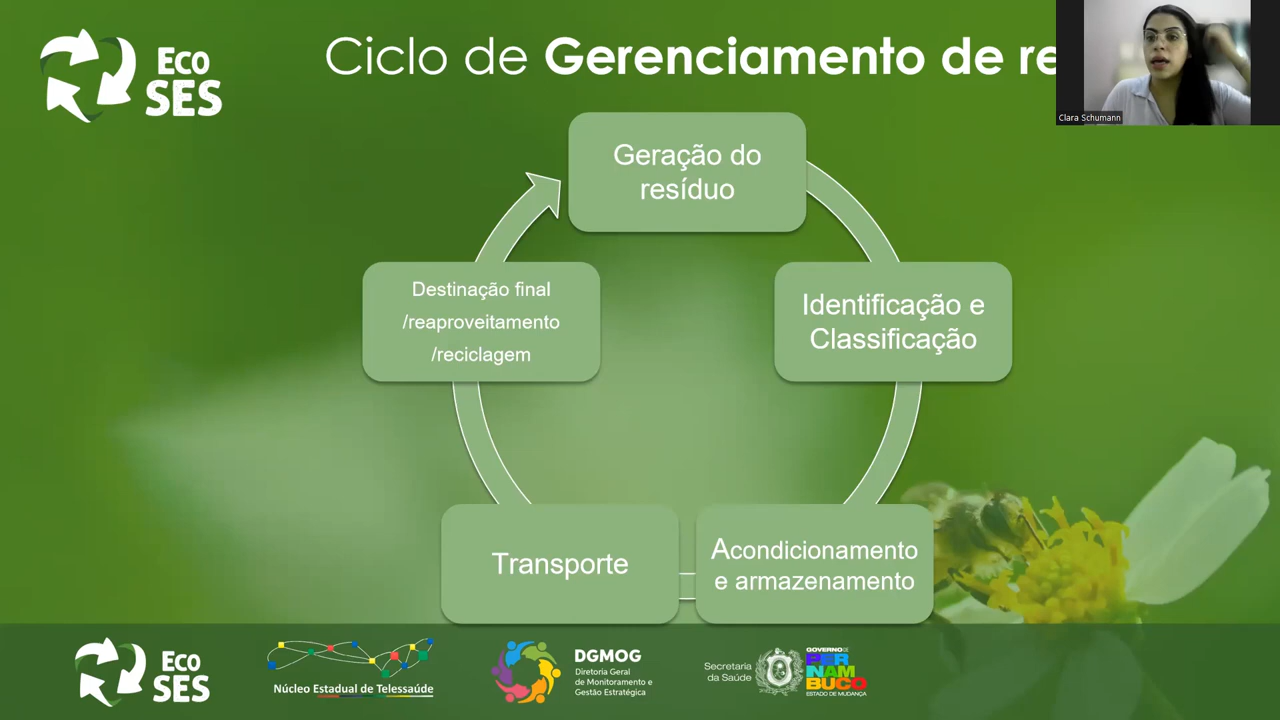 Eco
SES
Ciclo de Gerenciamento de re
Clara Schumann
Geração do
resíduo
Identificação e
Classificação
Acondicionamento
e armazenamento
Transporte
Destinação final
/reaproveitamento
/reciclagem
Eco
SES
Núcleo Estadual de Telessaúde
DGMOG
Diretoria Geral
de Monitoramento e
Gestão Estratégica
Secretaria
da Saúde
GOVERNO DE
PER
NAM
BUCO
ESTADO DE MUDANÇA